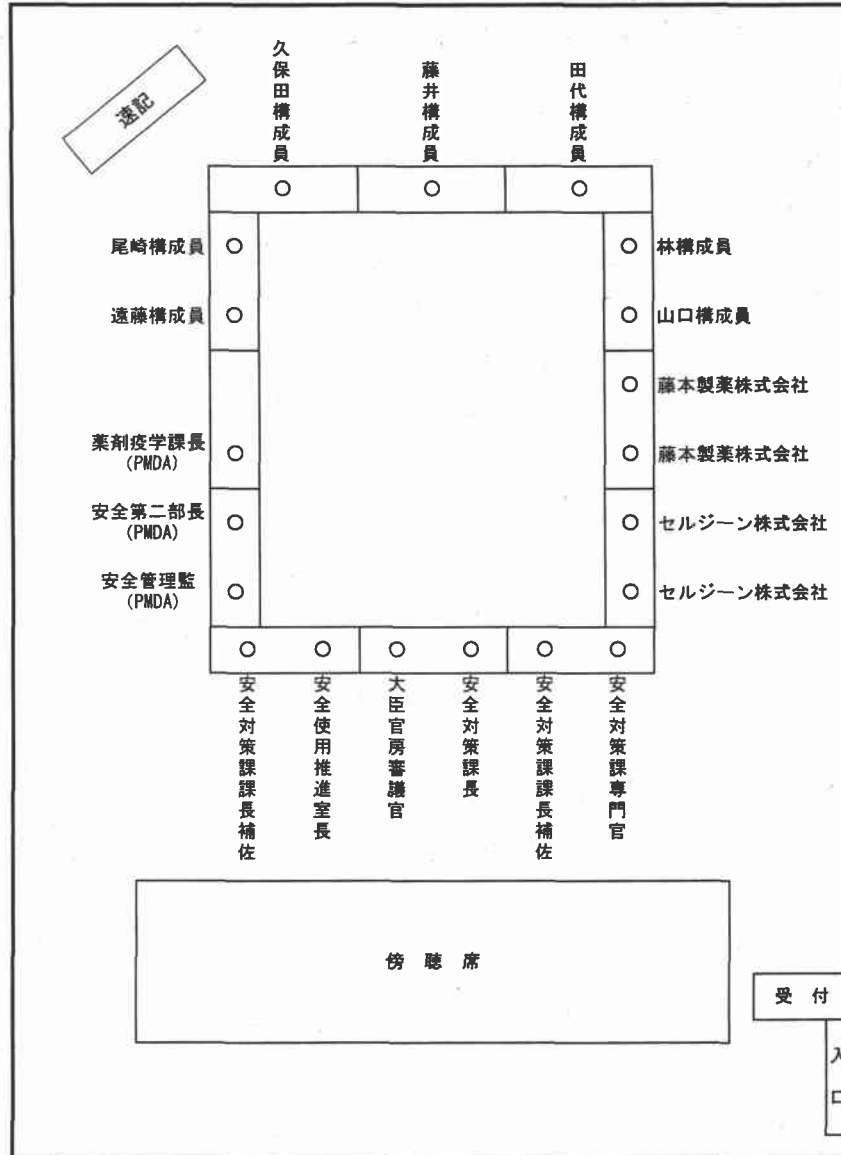 速記
久保田構成員
藤井構成員
田代構成員
尾崎構成員
林構成員
遠藤構成員
山口構成員
藤本製薬株式会社
薬剤疫学課長
(PMDA)
藤本製薬株式会社
安全第二部長
(PMDA)
セルジーン株式会社
安全管理監
(PMDA)
セルジーン株式会社
安全対策課課長補佐
安全使用推進室長
大臣官房審議官
安全対策課長
安全対策課課長補佐
安全対策課専門官
傍聴席
受付
入口